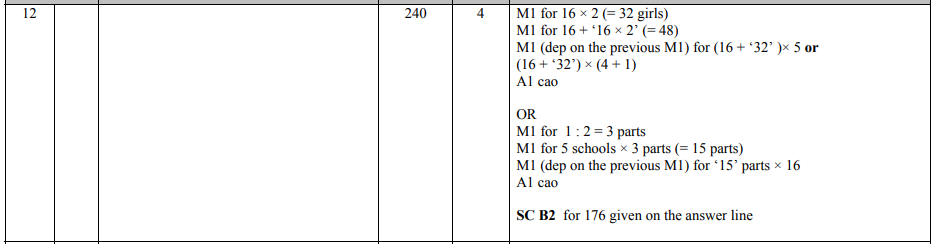 12 240 4 M1 for 16 × 2 (= 32 girls)
M1 for 16 + ‘16 × 2’ (= 48)
M1 (dep on the previous M1) for (16 + ‘32’ )× 5 or
(16 + ‘32’) × (4 + 1)
A1 cao
OR
M1 for 1 : 2 = 3 parts
M1 for 5 schools × 3 parts (= 15 parts)
M1 (dep on the previous M1) for ‘15’ parts × 16
A1 cao
SC B2 for 176 given on the answer line